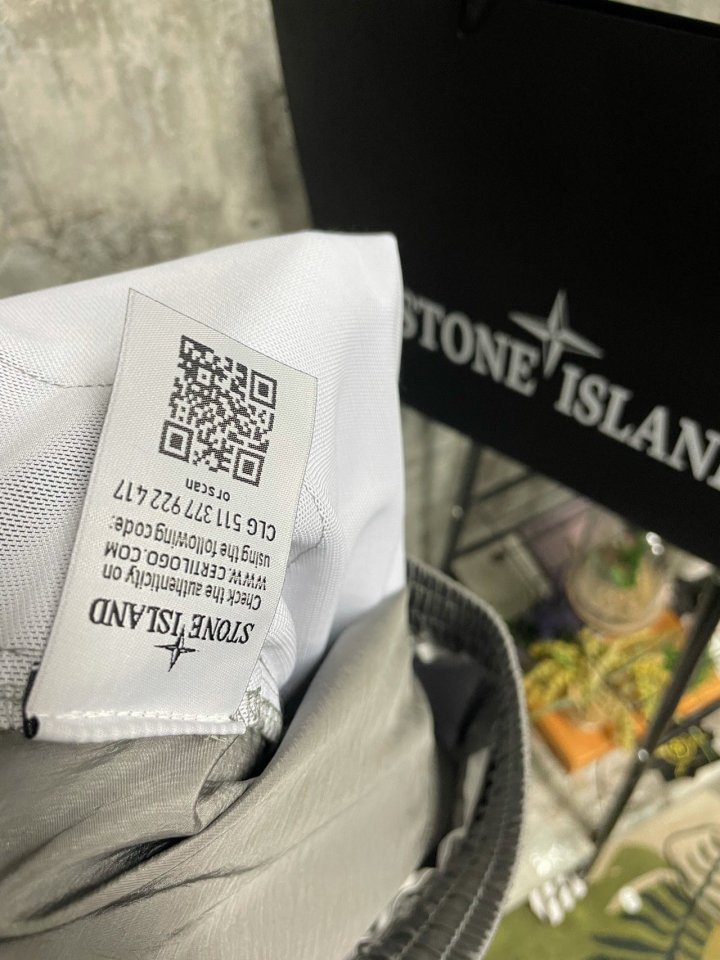 STONE ISLAND
Check the authenticity on
WWW.CERTILOGO.COM
using the following code:
CLG 511 377 922 417
or scan
STONE ISLAND